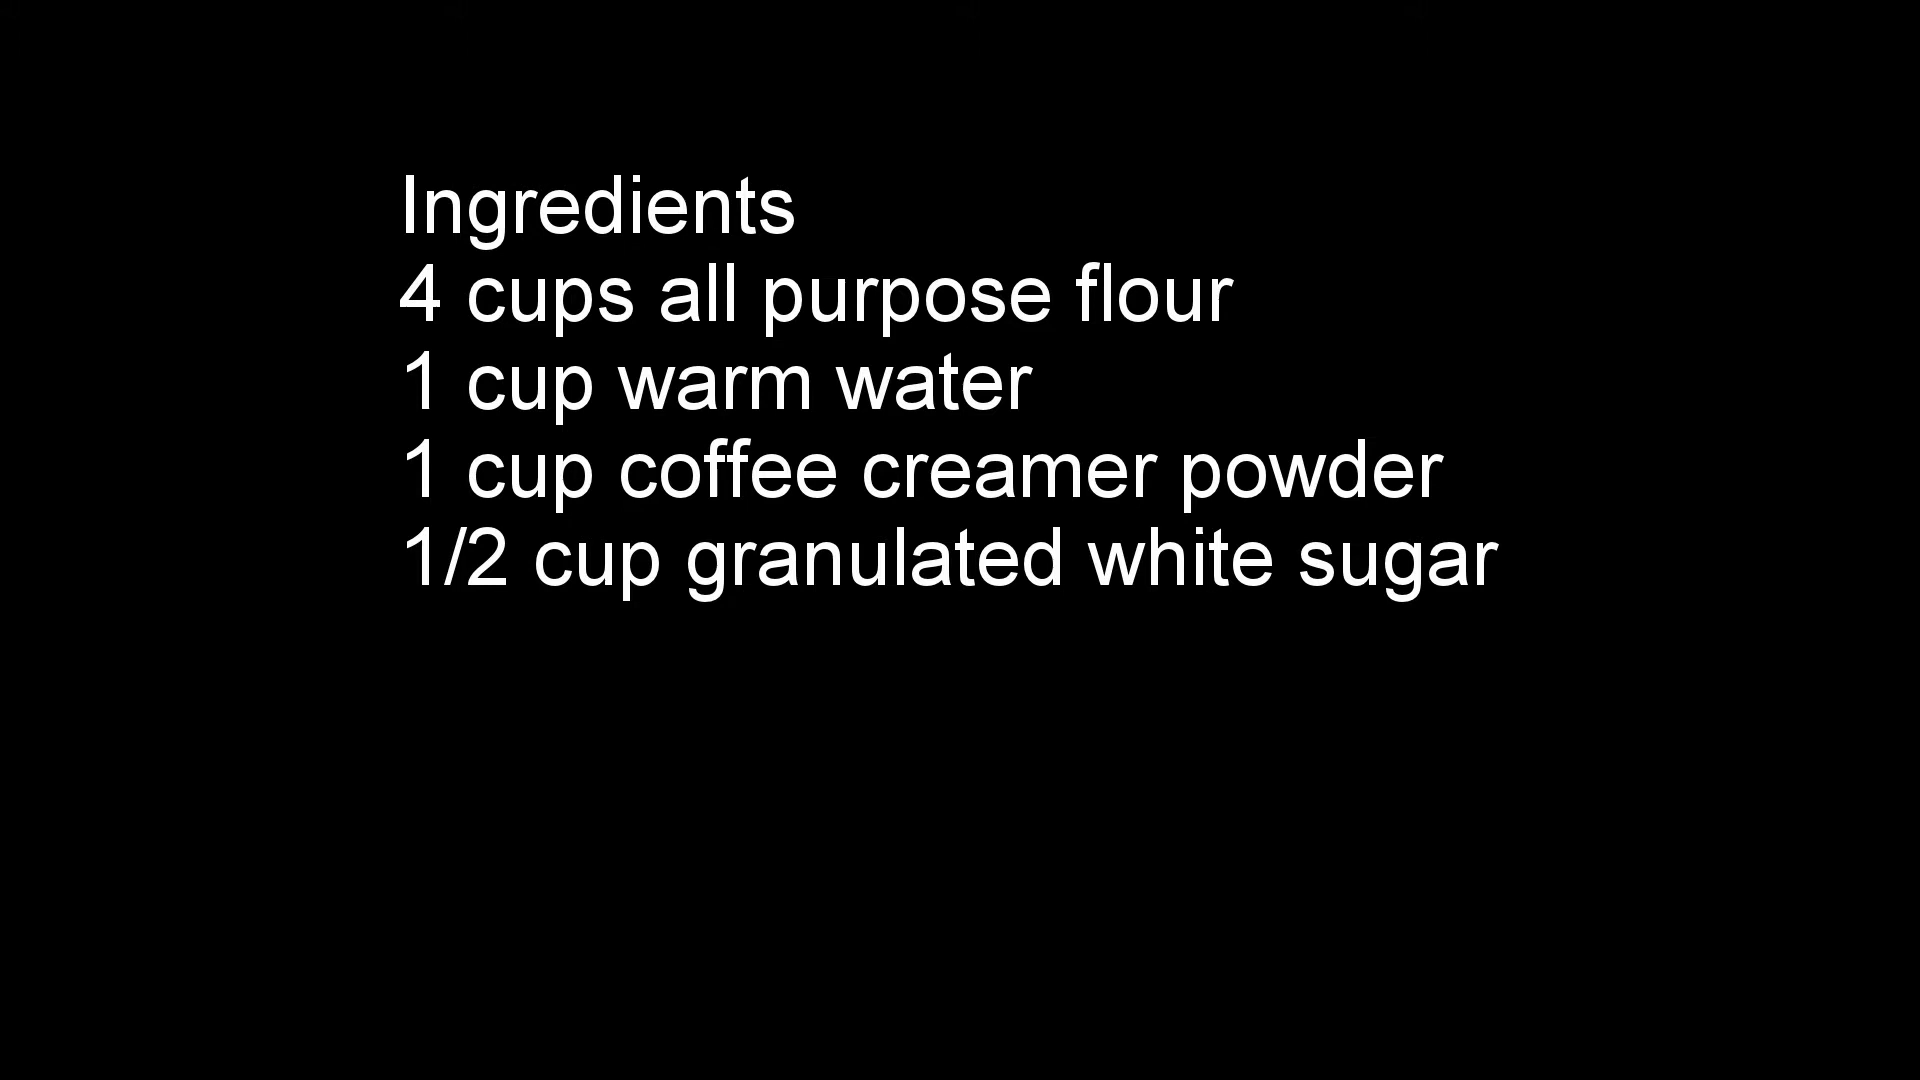 Ingredients
4 cups all purpose flour
1 cup warm water
1 cup coffee creamer powder
1/2 cup granulated white sugar